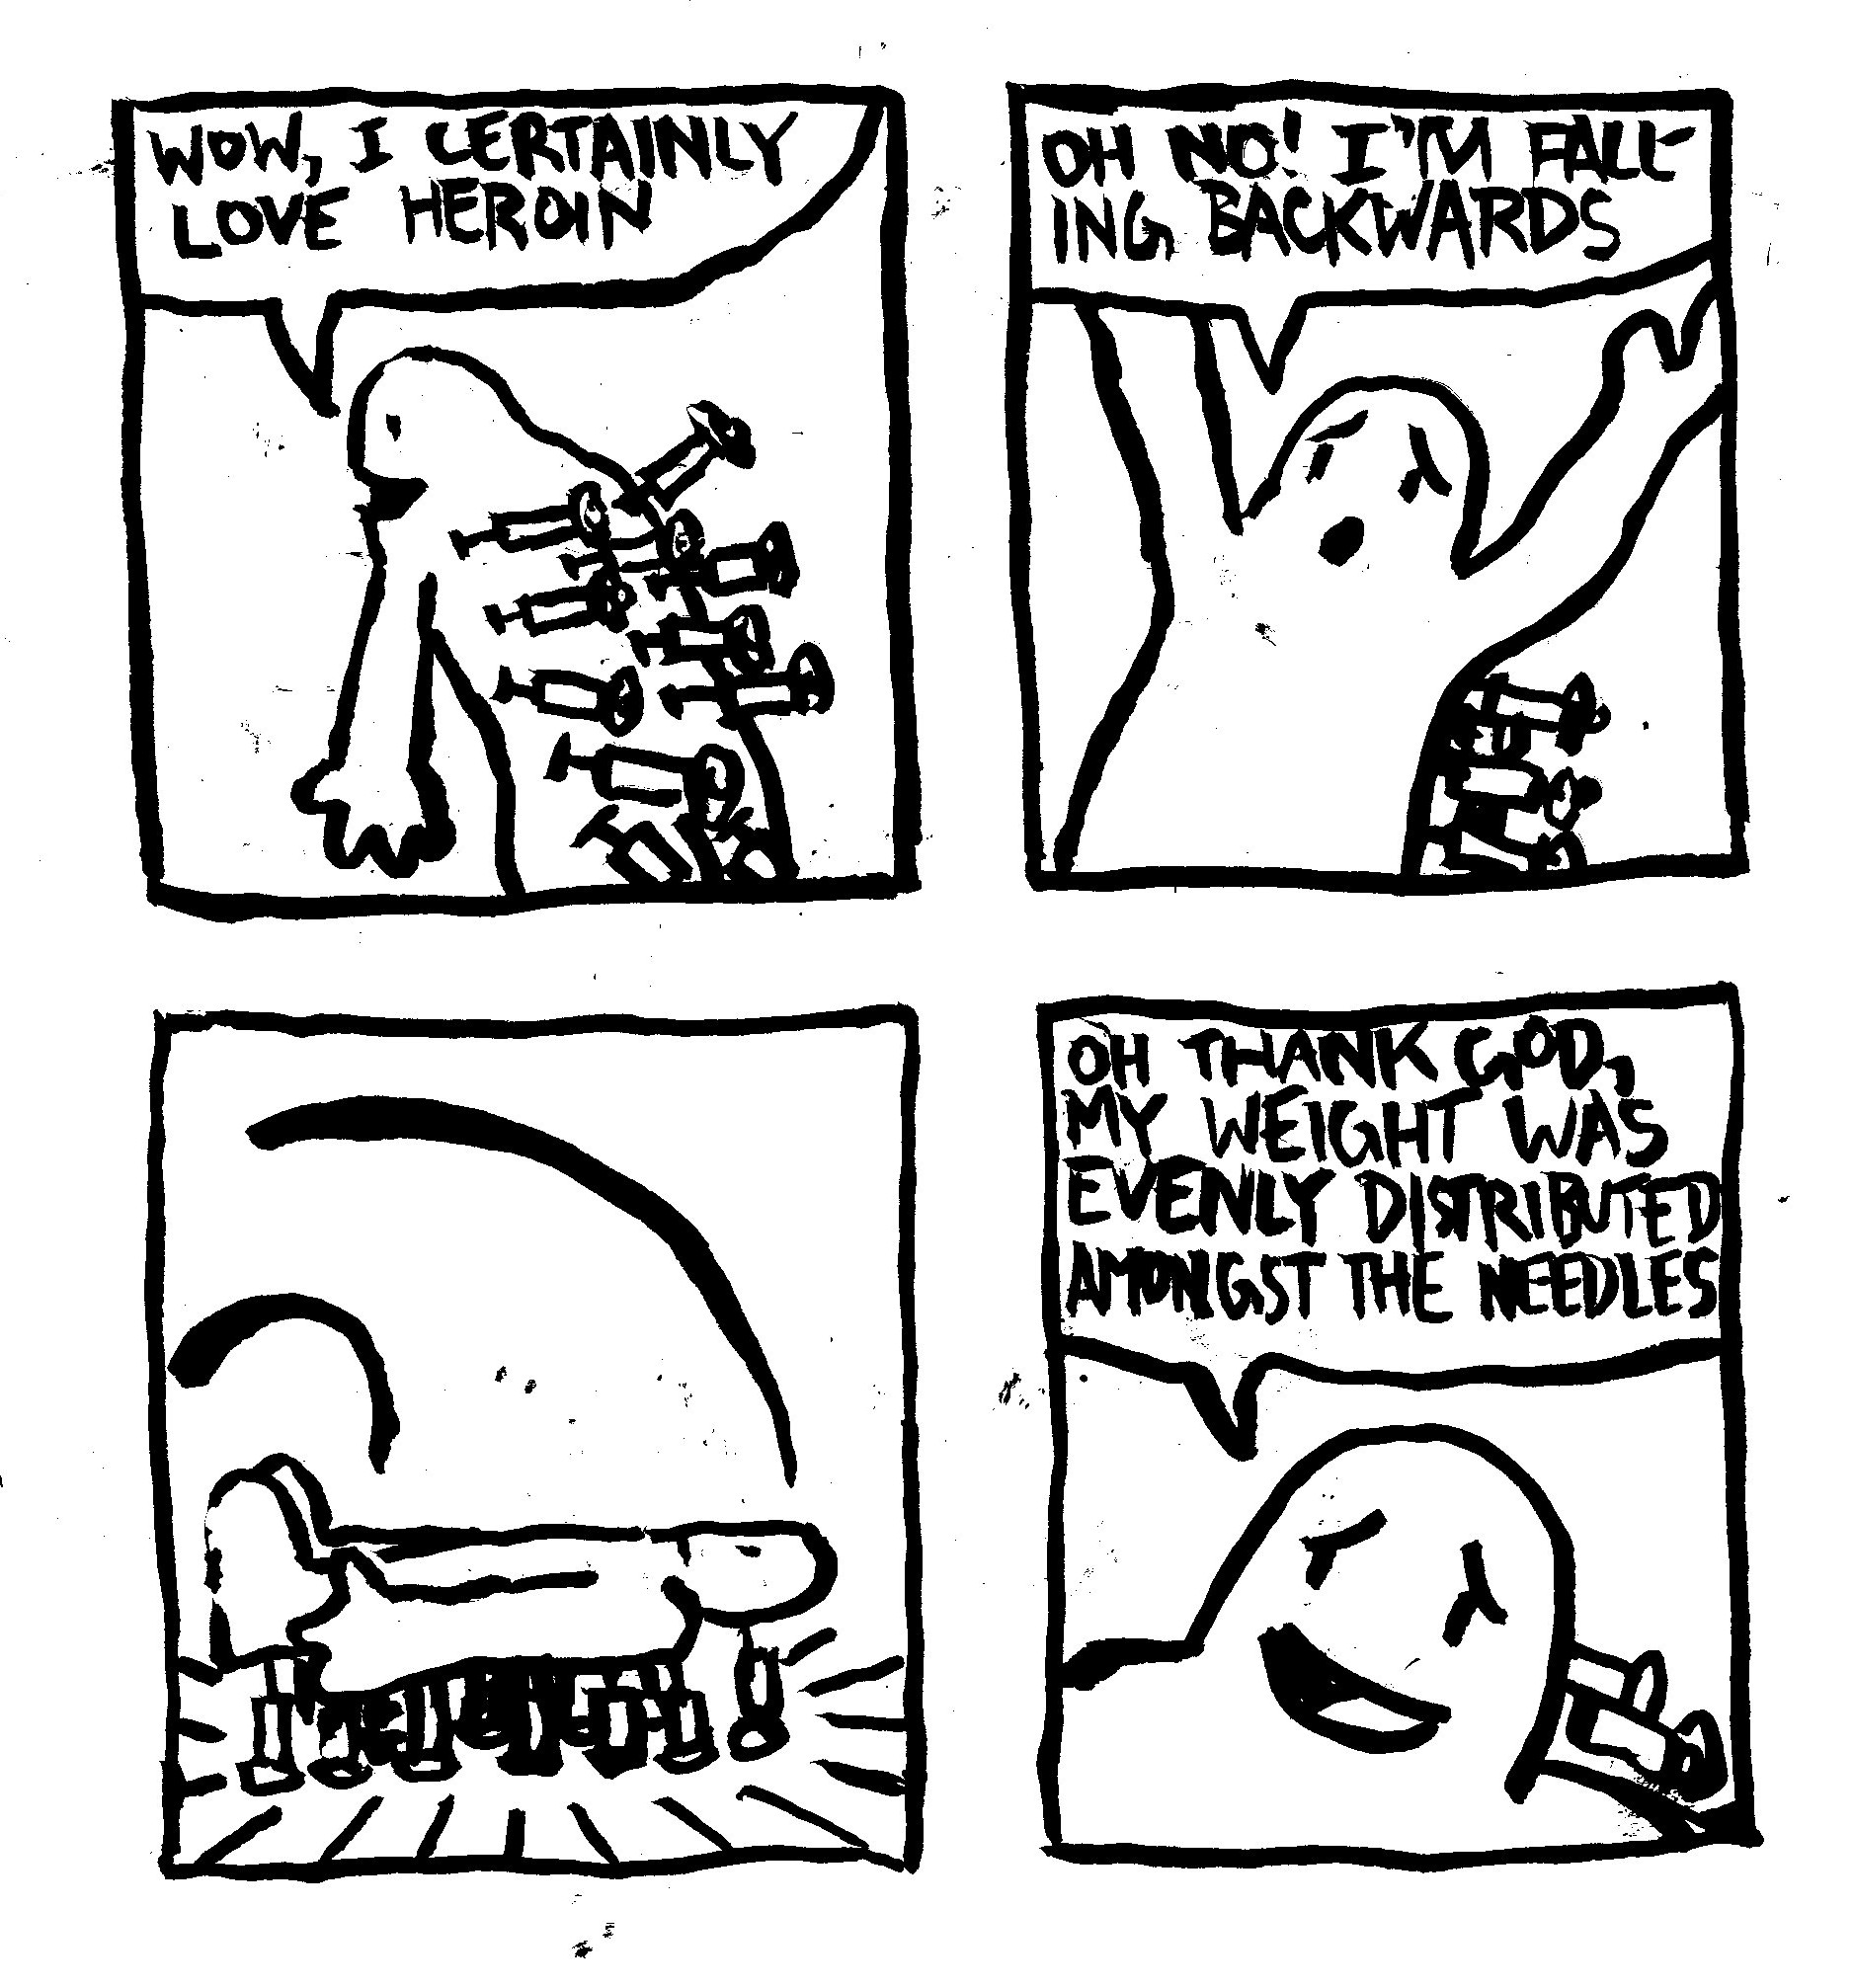 WOW, I CERTAINLY
LOVE HEROIN
OH NO! I'M FALL-
ING BACKWARDS
OH THANK GOD,
MY WEIGHT WAS
EVENLY DISTRIBUTED
AMONGST THE NEEDLES